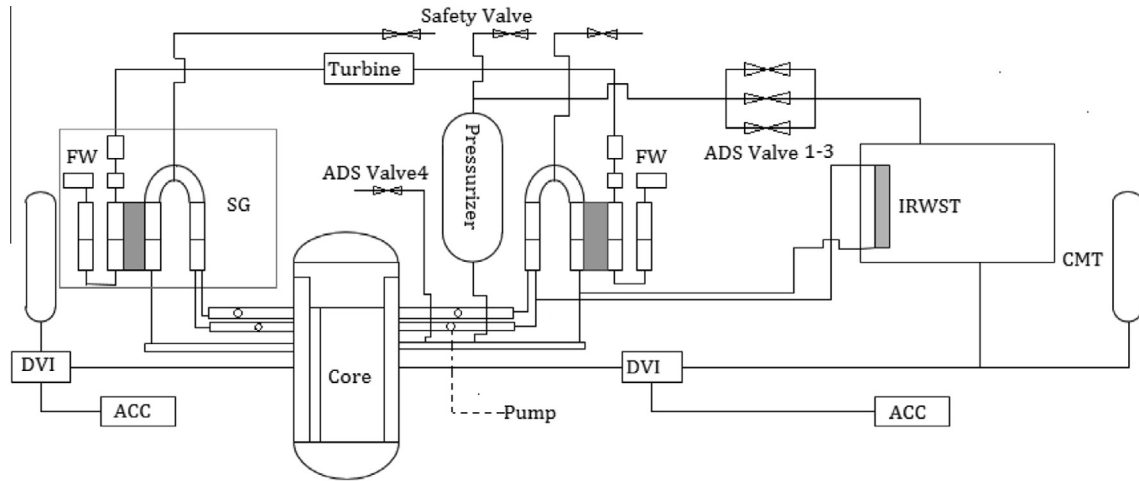 Safety Valve
Turbine
FW
ADS Valve4
Pressurizer
ADS Valve 1-3
FW
SG
IRWST
CMT
DVI
Core
DVI
ACC
Pump
ACC